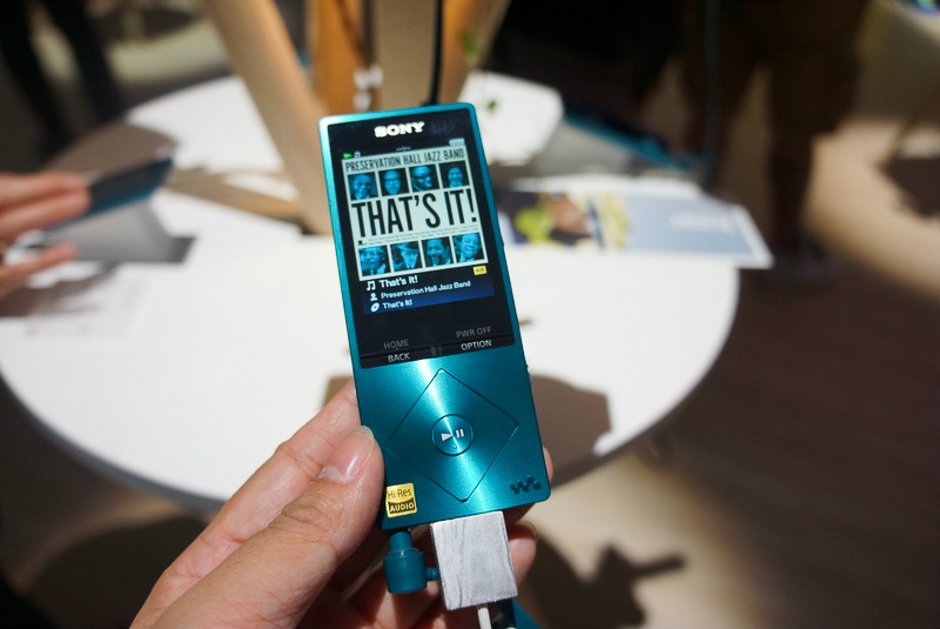 SONY
PRESERVATION HALL JAZZ BAND
THAT'S IT!
HR
That's It!
Preservation Hall Jazz Band
That's It!
HOME
PWR OFF
BACK
OPTION
Hi-Res
AUDIO